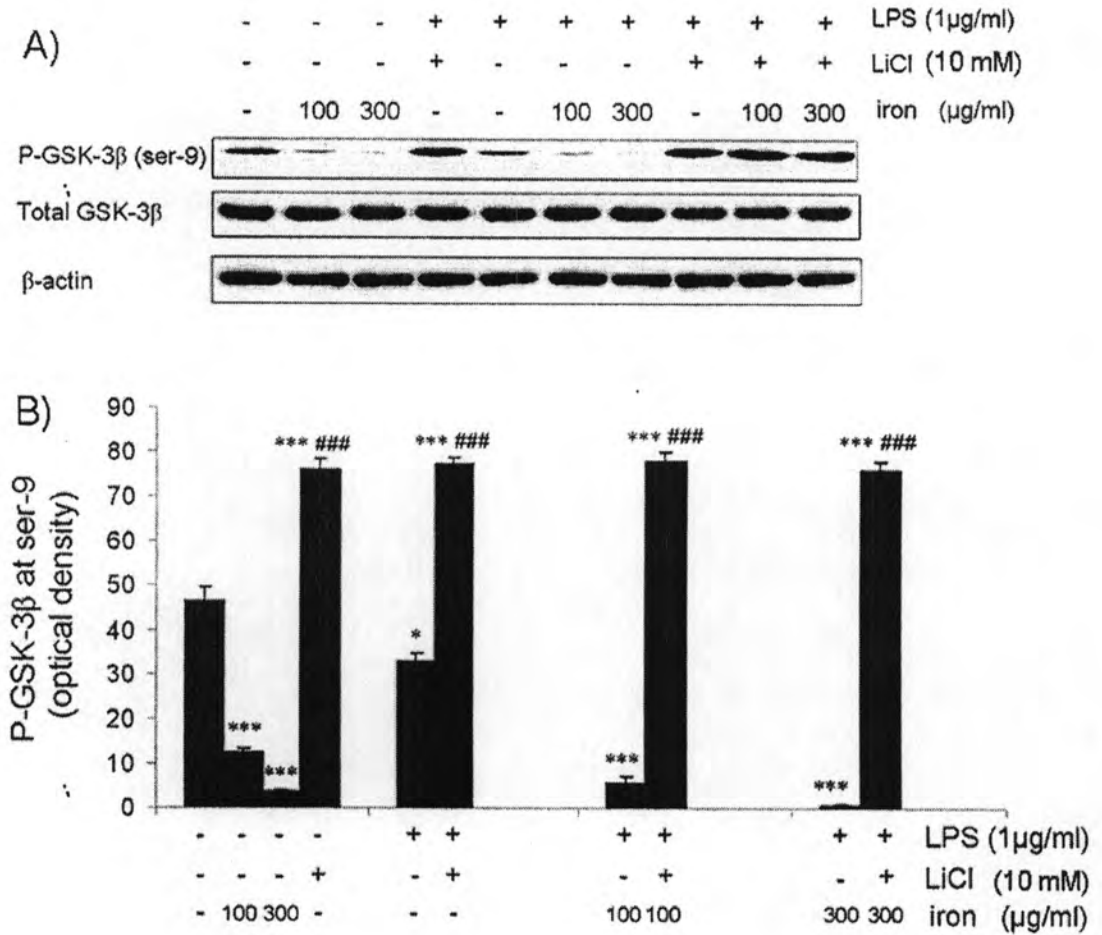 A)
- - - + + + + + + + LPS (1µg/ml)
- - - + - - - + + + LiCl (10 mM)
- 100 300 - - 100 300 - 100 300 iron (µg/ml)
P-GSK-3β (ser-9)
Total GSK-3β
β-actin
B)
P-GSK-3β at ser-9
(optical density)
90
80
70
60
50
40
30
20
10
0
*** ### *** ### *** ### *** ###
*
*** *** *** ***
- - - - + + + + + + LPS (1µg/ml)
- - - + - + - + - + LiCl (10 mM)
- 100 300 - - - 100 100 300 300 iron (µg/ml)